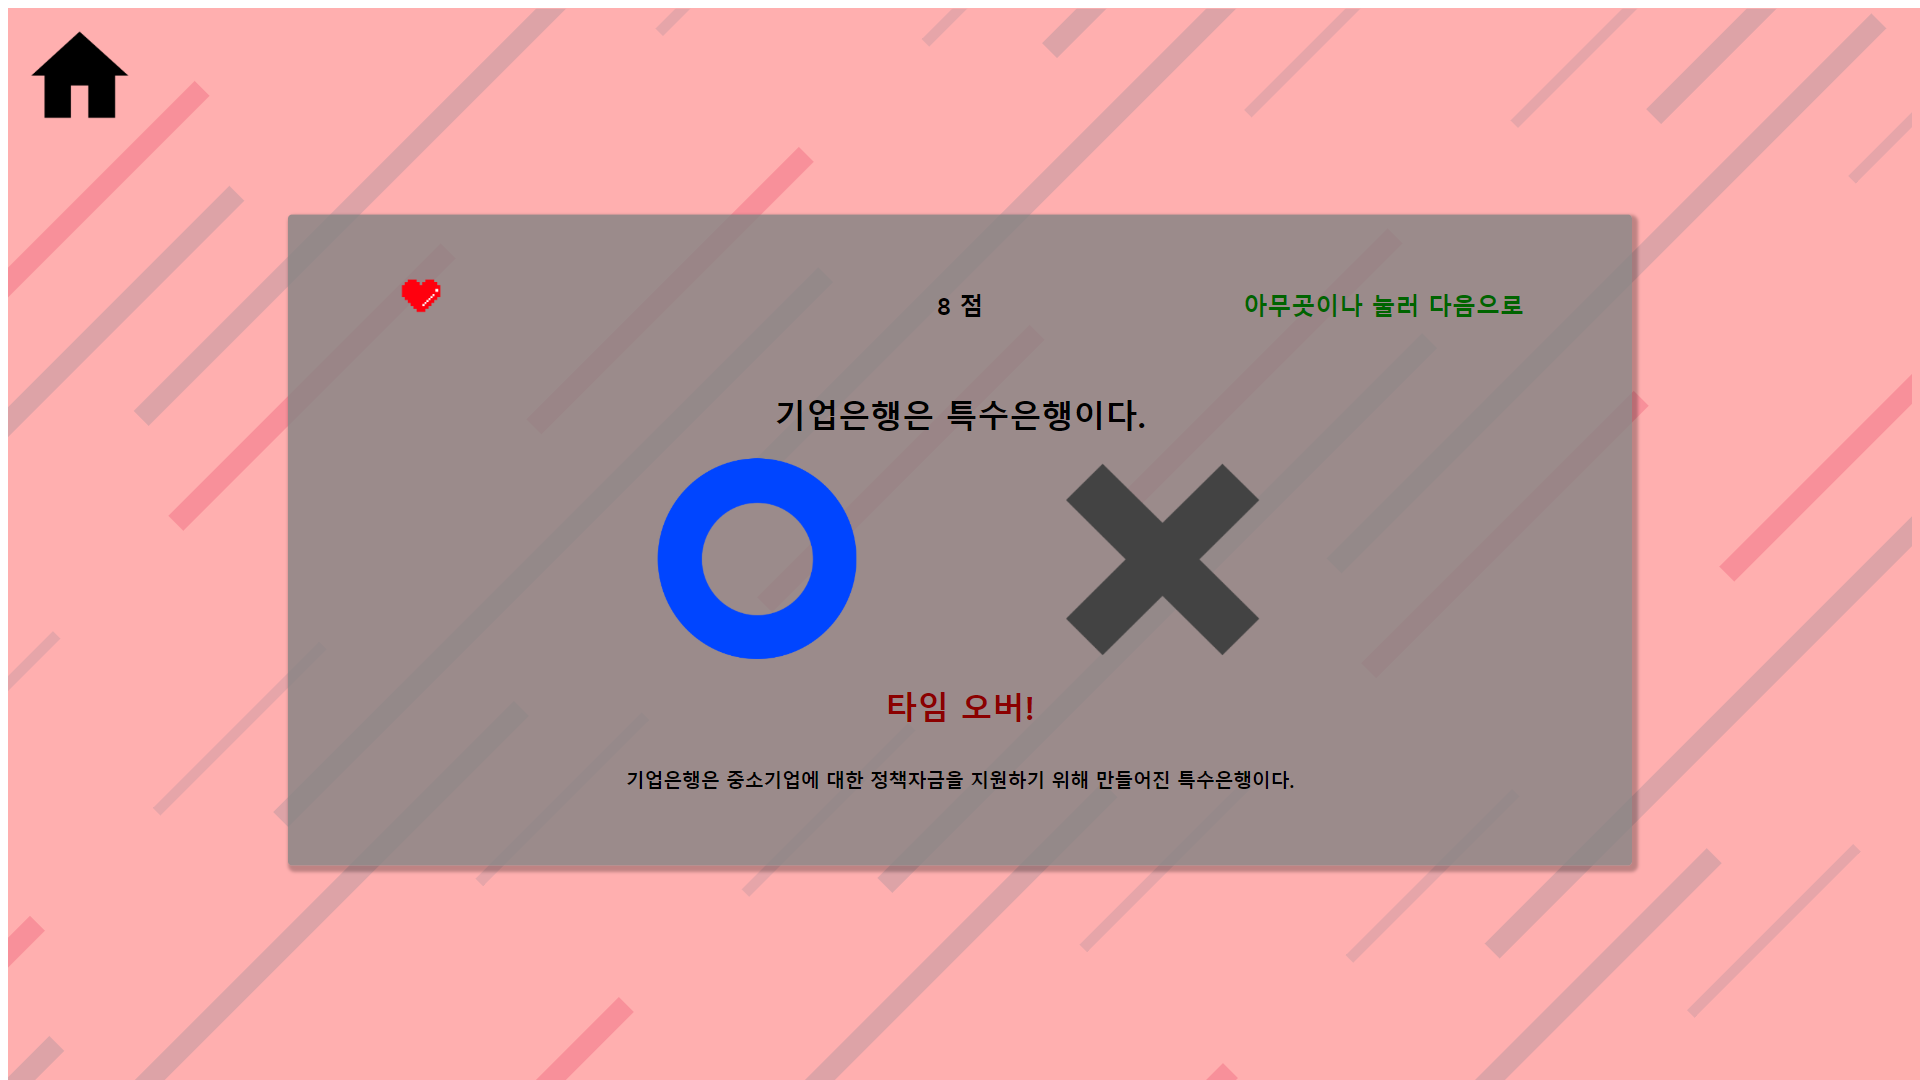 8 점
아무곳이나 눌러 다음으로
기업은행은 특수은행이다.
타임 오버!
기업은행은 중소기업에 대한 정책자금을 지원하기 위해 만들어진 특수은행이다.